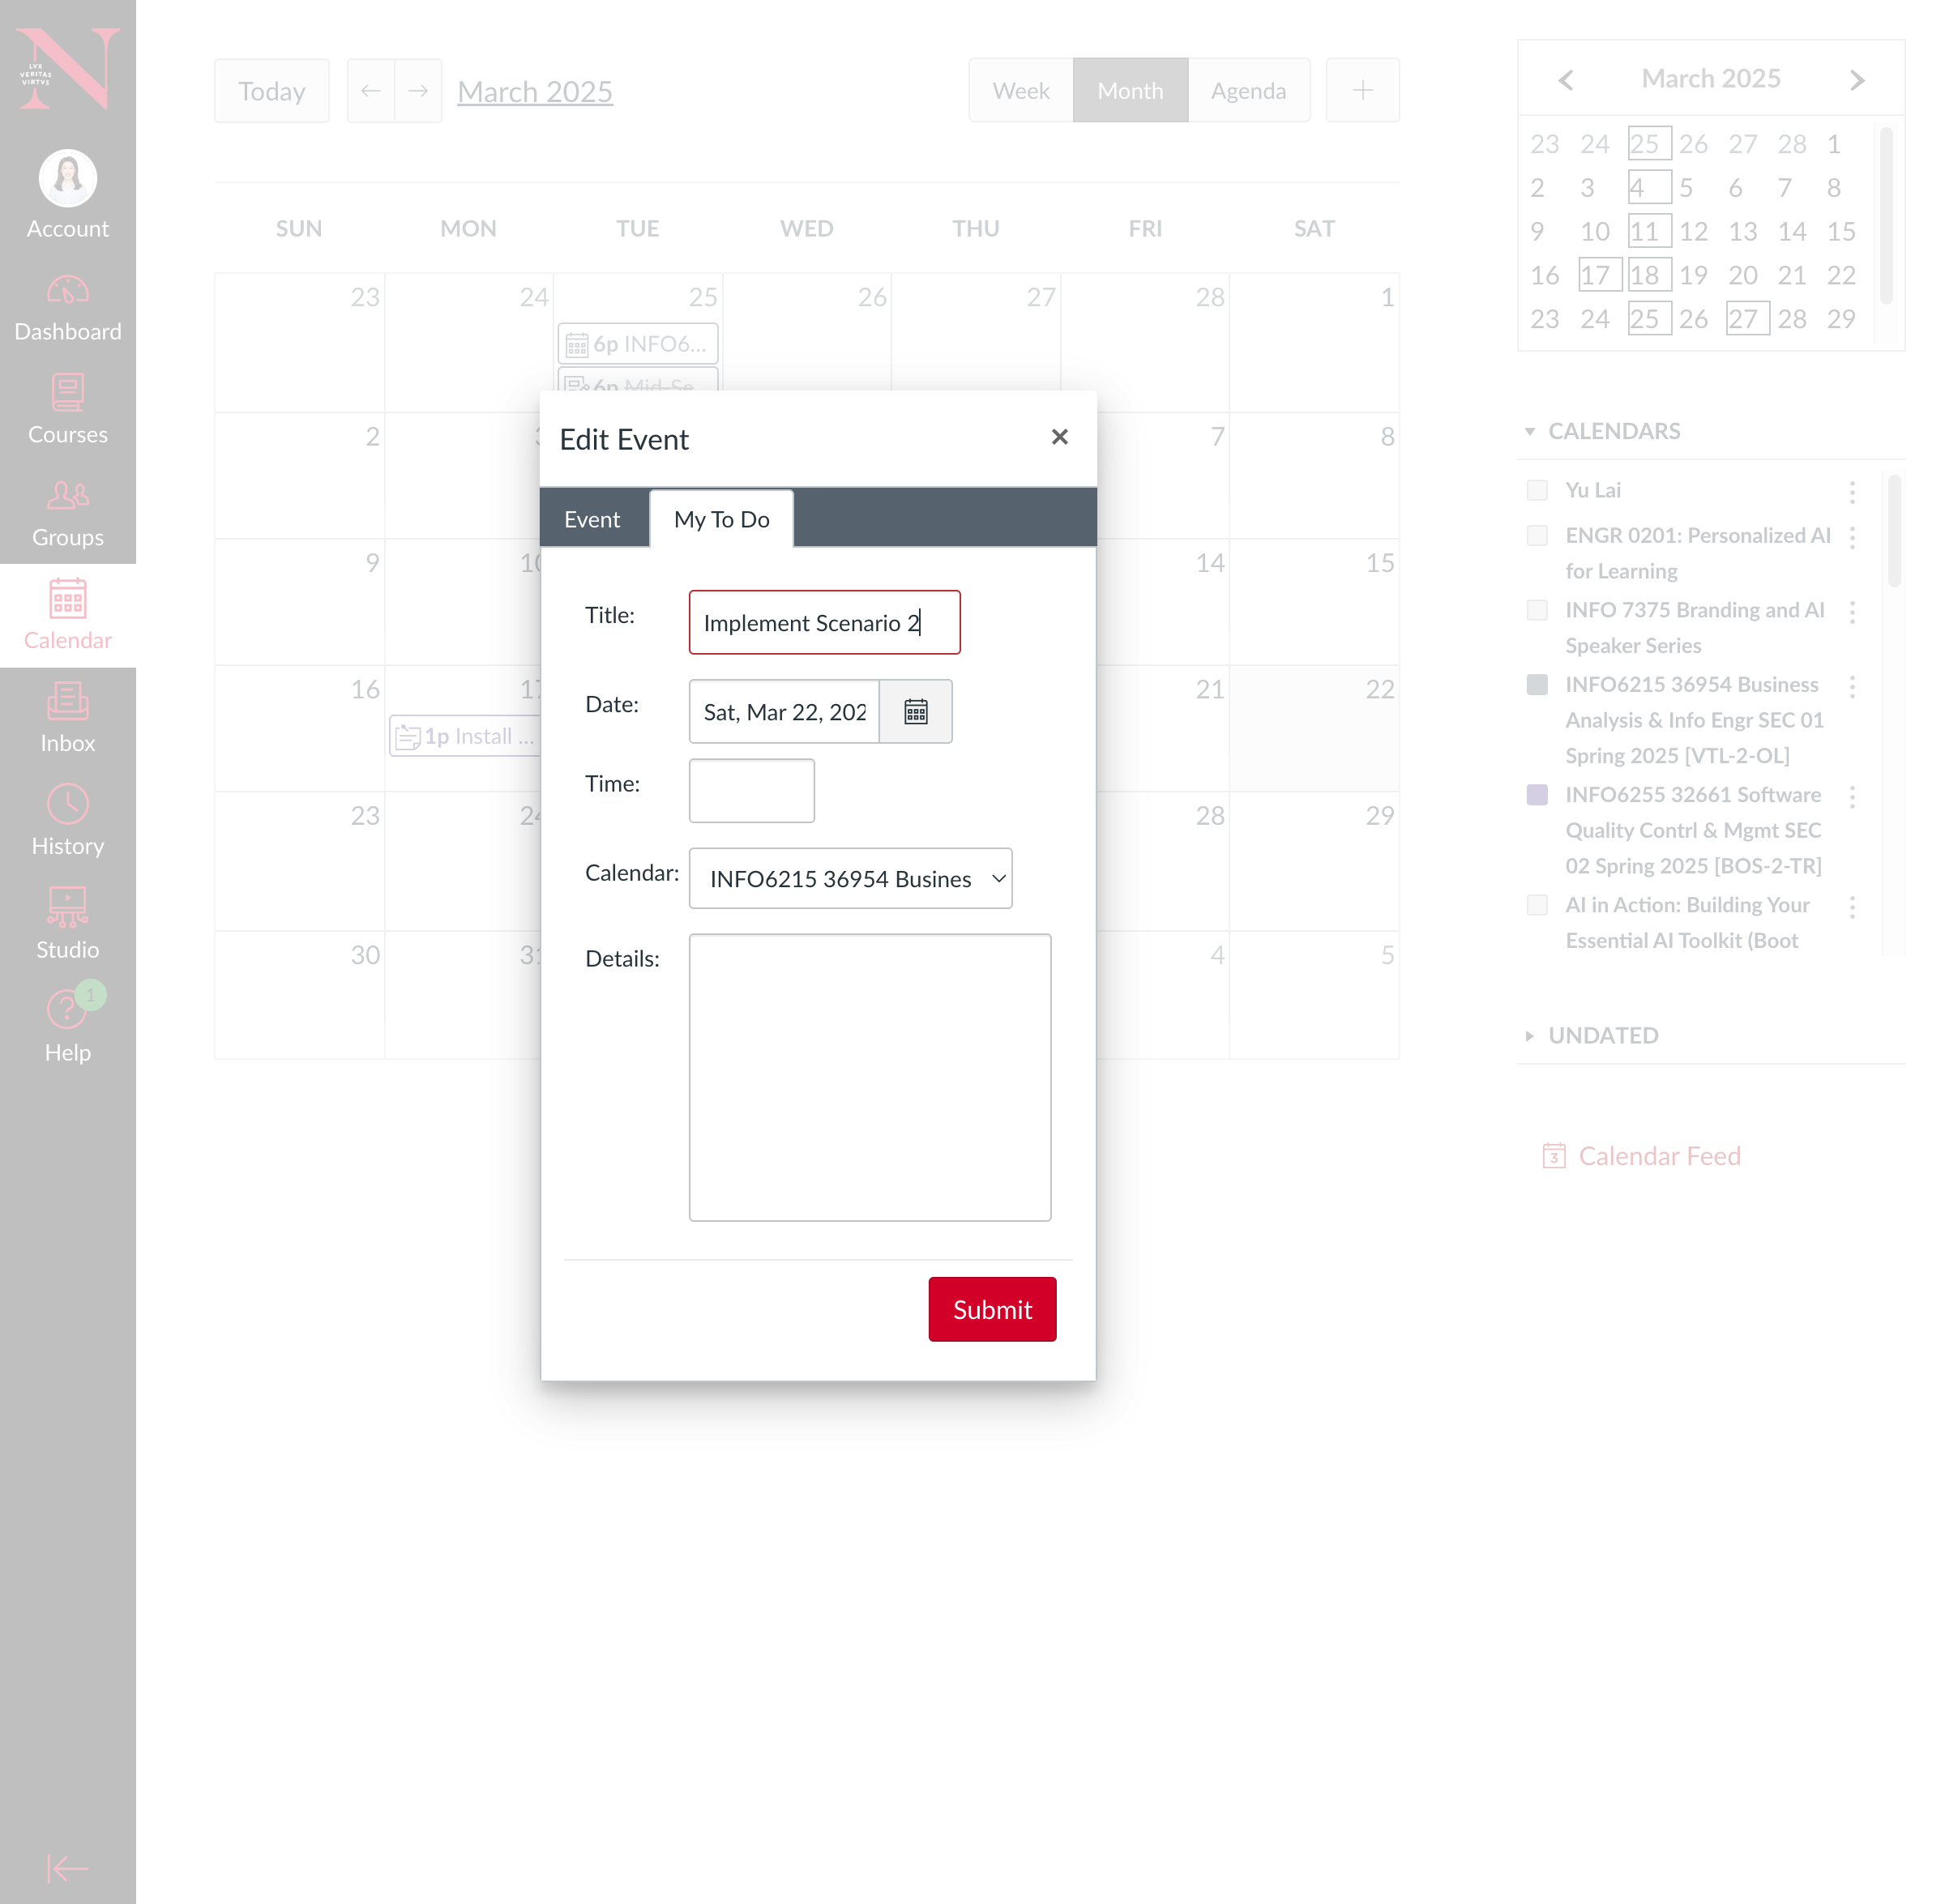 LVX
VERITAS
VIRTVS
Account
Dashboard
Courses
Groups
Calendar
Inbox
History
Studio
1
Help
Today
March 2025
Week
Month
Agenda
SUN MON TUE WED THU FRI SAT
23 24 25 26 27 28 1
6p INFO6...
6p Mid-Se
2 7 8
9 14 15
16 21 22
1p Install ...
23 28 29
30 4 5
Edit Event
Event
My To Do
Title:
Implement Scenario 2
Date:
Sat, Mar 22, 202
Time:
Calendar:
INFO6215 36954 Busines
Details:
Submit
March 2025
23 24 25 26 27 28 1
2 3 4 5 6 7 8
9 10 11 12 13 14 15
16 17 18 19 20 21 22
23 24 25 26 27 28 29
CALENDARS
Yu Lai
ENGR 0201: Personalized AI
for Learning
INFO 7375 Branding and AI
Speaker Series
INFO6215 36954 Business
Analysis & Info Engr SEC 01
Spring 2025 [VTL-2-OL]
INFO6255 32661 Software
Quality Contrl & Mgmt SEC
02 Spring 2025 [BOS-2-TR]
AI in Action: Building Your
Essential AI Toolkit (Boot
UNDATED
3
Calendar Feed